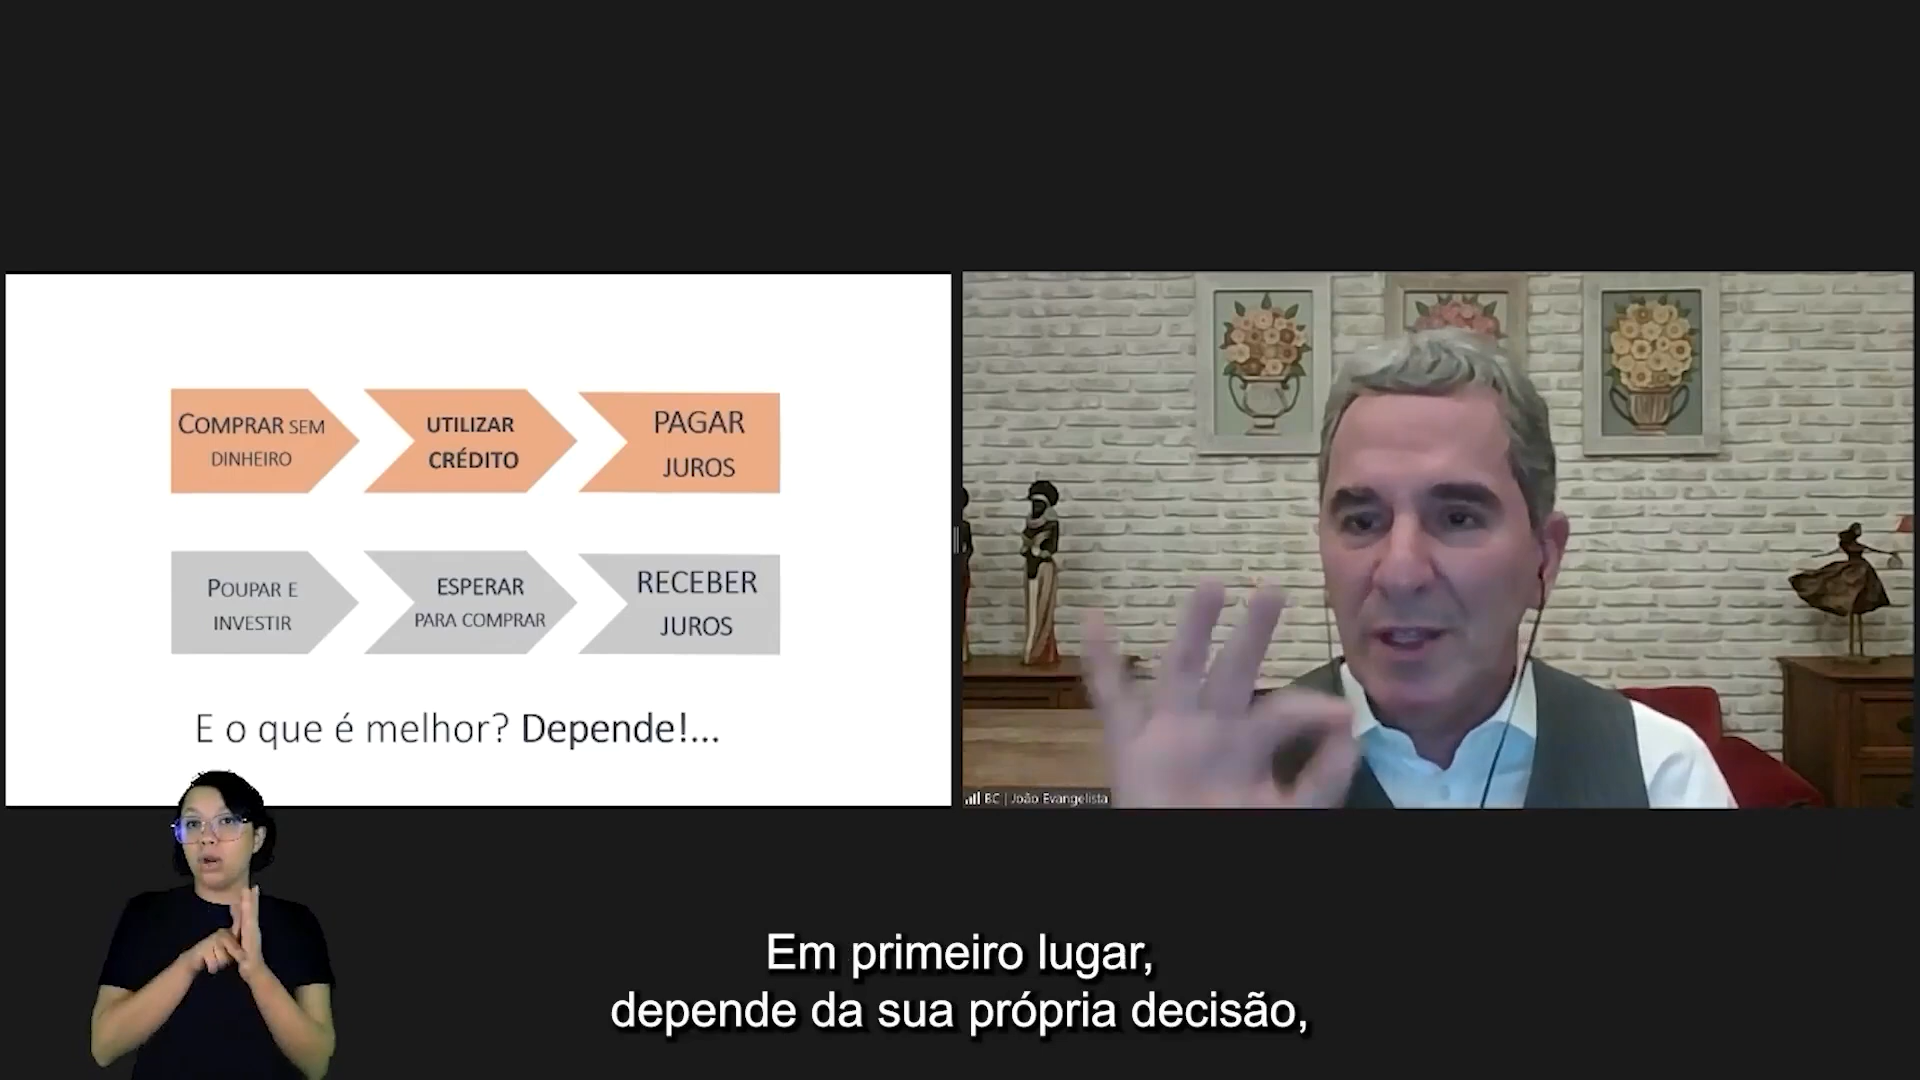 COMPRAR SEM
DINHEIRO
UTILIZAR
CRÉDITO
PAGAR
JUROS
POUPAR E
INVESTIR
ESPERAR
PARA COMPRAR
RECEBER
JUROS
E o que é melhor? Depende!...
BC | João Evangelista
Em primeiro lugar,
depende da sua própria decisão,